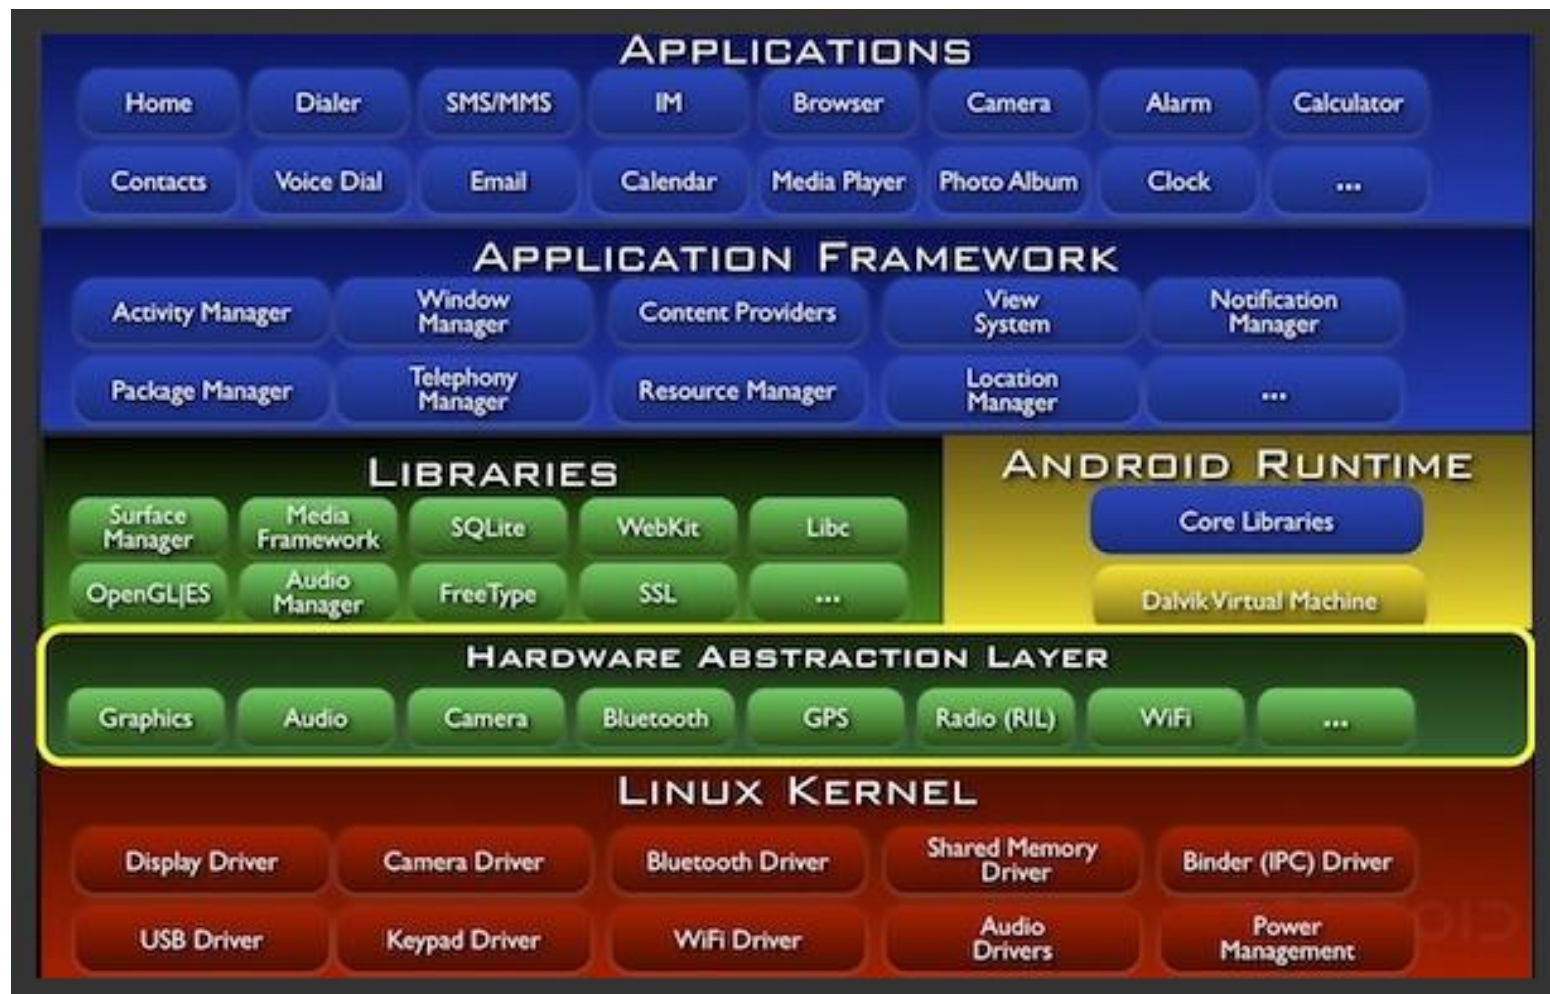 APPLICATIONS
Home Dialer SMS/MMS IM Browser Camera Alarm Calculator
Contacts Voice Dial Email Calendar Media Player Photo Album Clock ...
APPLICATION FRAMEWORK
Activity Manager Window Manager Content Providers View System Notification Manager
Package Manager Telephony Manager Resource Manager Location Manager ...
LIBRARIES
Surface Manager Media Framework SQLite WebKit Libc
OpenGL|ES Audio Manager FreeType SSL ...
ANDROID RUNTIME
Core Libraries
Dalvik Virtual Machine
HARDWARE ABSTRACTION LAYER
Graphics Audio Camera Bluetooth GPS Radio (RIL) WiFi ...
LINUX KERNEL
Display Driver Camera Driver Bluetooth Driver Shared Memory Driver Binder (IPC) Driver
USB Driver Keypad Driver WiFi Driver Audio Drivers Power Management